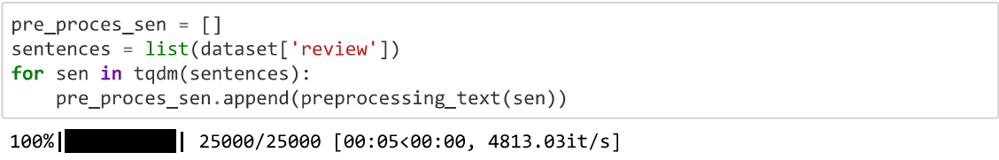 pre_proces_sen = []
sentences = list(dataset['review'])
for sen in tqdm(sentences):
    pre_proces_sen.append(preprocessing_text(sen))
100%|██████████| 25000/25000 [00:05<00:00, 4813.03it/s]